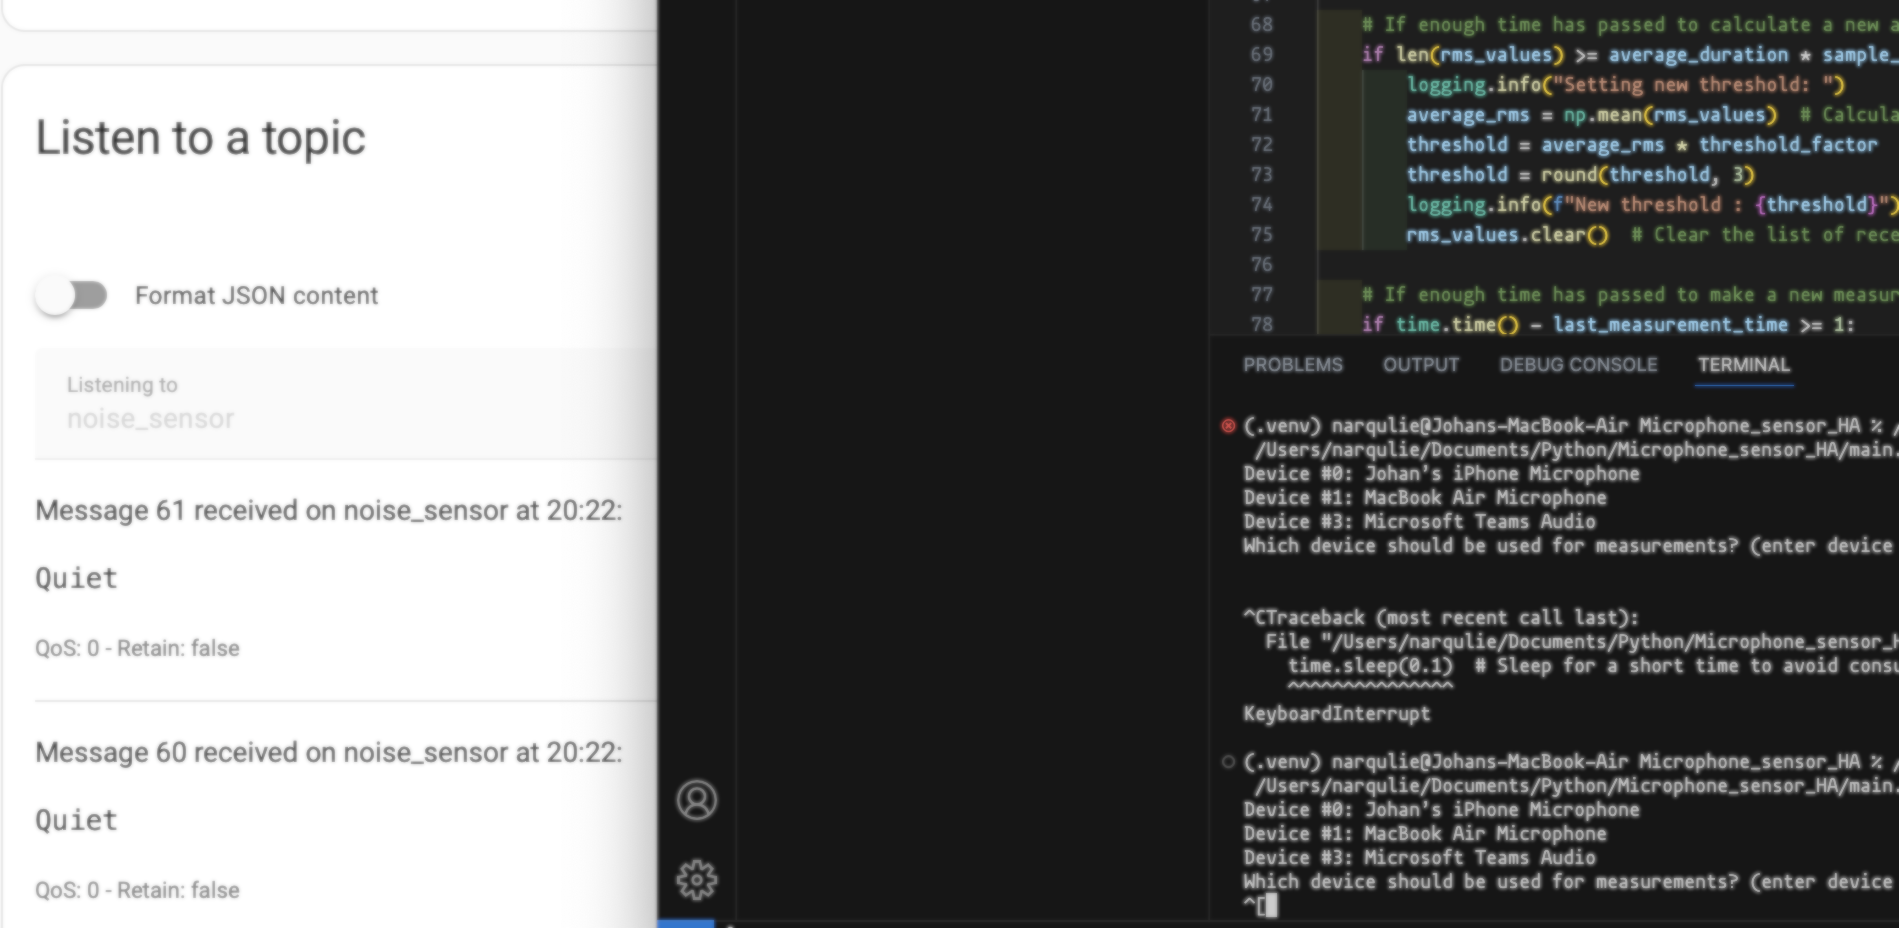 Listen to a topic
Format JSON content
Listening to
noise_sensor
Message 61 received on noise_sensor at 20:22:
Quiet
QoS: 0 - Retain: false
Message 60 received on noise_sensor at 20:22:
Quiet
QoS: 0 - Retain: false
68 # If enough time has passed to calculate a new a
69 if len(rms_values) >= average_duration * sample_
70 logging.info("Setting new threshold: ")
71 average_rms = np.mean(rms_values) # Calcula
72 threshold = average_rms * threshold_factor
73 threshold = round(threshold, 3)
74 logging.info(f"New threshold : {threshold}")
75 rms_values.clear() # Clear the list of rece
76
77 # If enough time has passed to make a new measur
78 if time.time() - last_measurement_time >= 1:
PROBLEMS OUTPUT DEBUG CONSOLE TERMINAL
(.venv) narqulie@Johans-MacBook-Air Microphone_sensor_HA % /
/Users/narqulie/Documents/Python/Microphone_sensor_HA/main.
Device #0: Johan's iPhone Microphone
Device #1: MacBook Air Microphone
Device #3: Microsoft Teams Audio
Which device should be used for measurements? (enter device
^CTraceback (most recent call last):
File "/Users/narqulie/Documents/Python/Microphone_sensor_H
time.sleep(0.1) # Sleep for a short time to avoid consu
^^^^^^^^^^^^^^^
KeyboardInterrupt
(.venv) narqulie@Johans-MacBook-Air Microphone_sensor_HA % /
/Users/narqulie/Documents/Python/Microphone_sensor_HA/main.
Device #0: Johan's iPhone Microphone
Device #1: MacBook Air Microphone
Device #3: Microsoft Teams Audio
Which device should be used for measurements? (enter device
^[